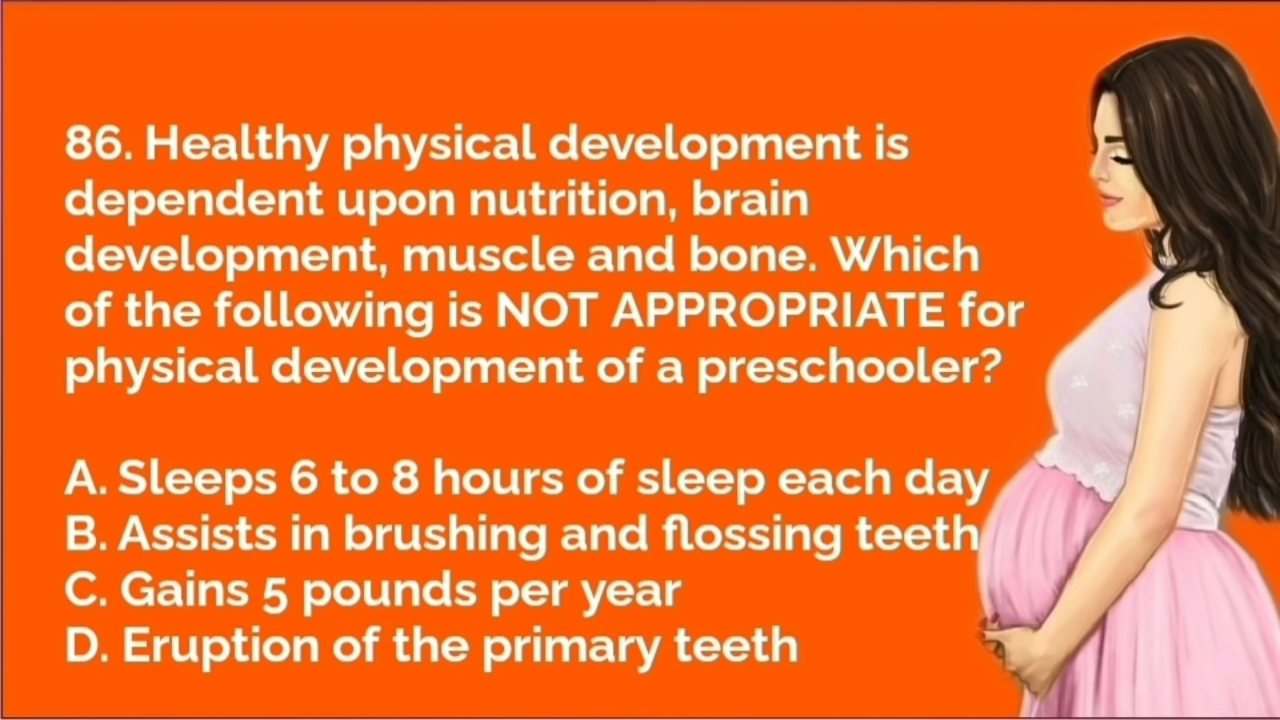 86. Healthy physical development is
dependent upon nutrition, brain
development, muscle and bone. Which
of the following is NOT APPROPRIATE for
physical development of a preschooler?
A. Sleeps 6 to 8 hours of sleep each day
B. Assists in brushing and flossing teeth
C. Gains 5 pounds per year
D. Eruption of the primary teeth